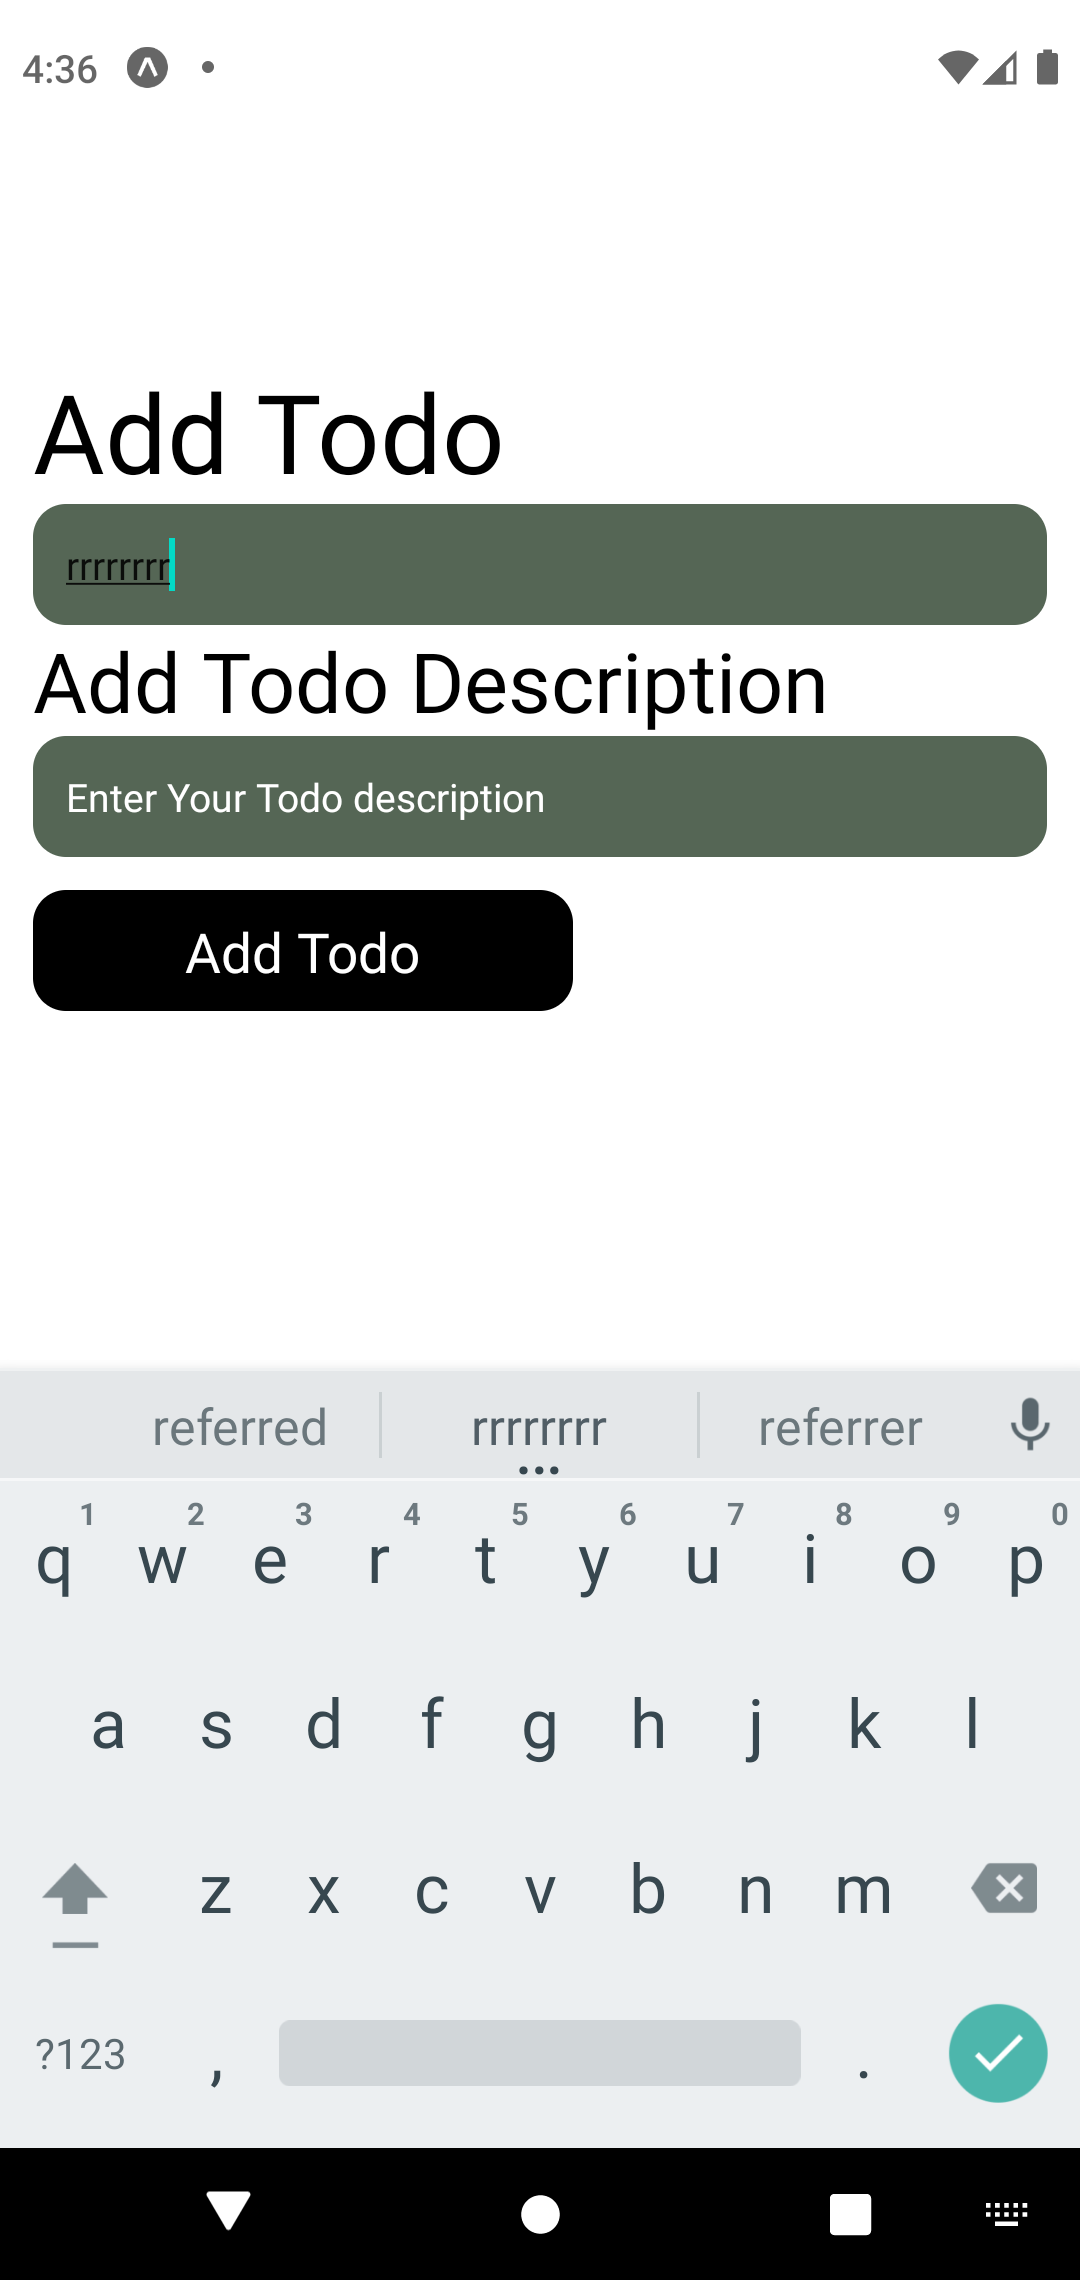 4:36
Add Todo
rrrrrrrr
Add Todo Description
Enter Your Todo description
Add Todo
referred rrrrrrrr referrer
1 2 3 4 5 6 7 8 9 0
q w e r t y u i o p
a s d f g h j k l
z x c v b n m
?123 , .